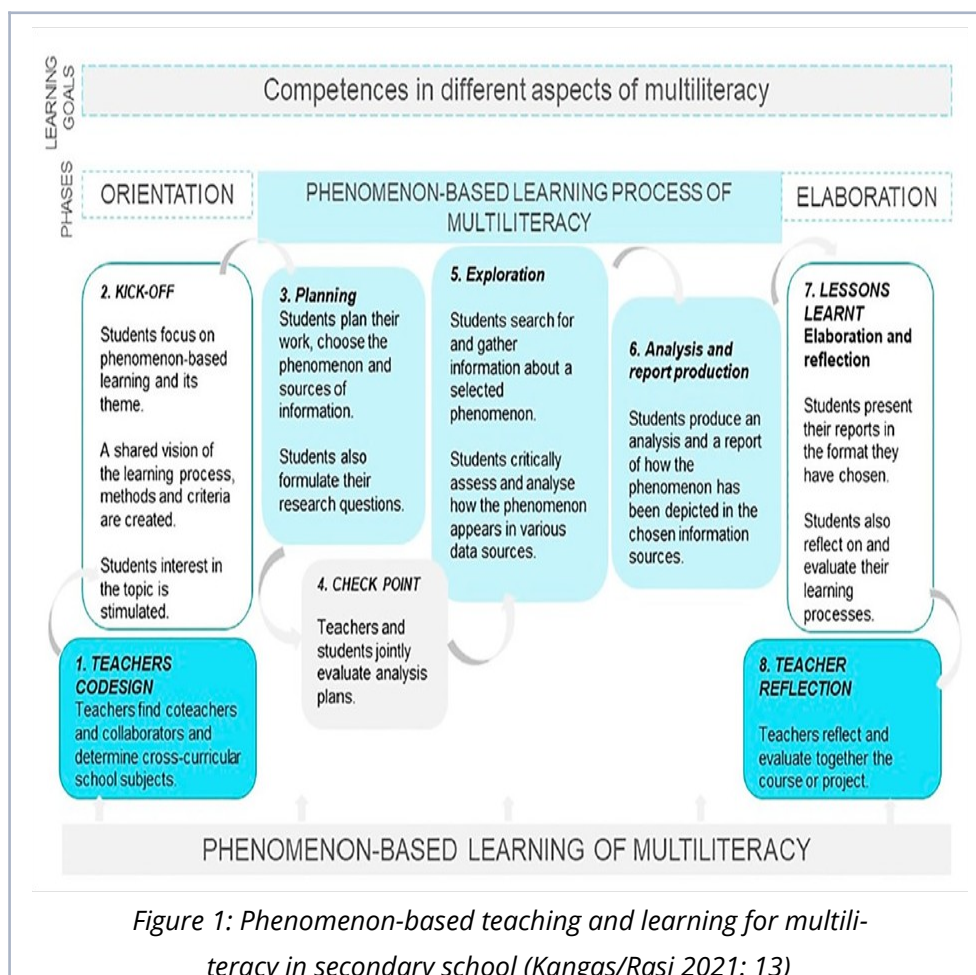 LEARNING
GOALS
Competences in different aspects of multiliteracy
PHASES
ORIENTATION
PHENOMENON-BASED LEARNING PROCESS OF
MULTILITERACY
ELABORATION
2. KICK-OFF
Students focus on
phenomenon-based
learning and its
theme.
A shared vision of
the learning process,
methods and criteria
are created.
Students interest in
the topic is
stimulated.
1. TEACHERS
CODESIGN
Teachers find coteachers
and collaborators and
determine cross-curricular
school subjects.
3. Planning
Students plan their
work, choose the
phenomenon and
sources of
information.
Students also
formulate their
research questions.
4. CHECK POINT
Teachers and
students jointly
evaluate analysis
plans.
5. Exploration
Students search for
and gather
information about a
selected
phenomenon.
Students critically
assess and analyse
how the phenomenon
appears in various
data sources.
6. Analysis and
report production
Students produce an
analysis and a report
of how the
phenomenon has
been depicted in the
chosen information
sources.
7. LESSONS
LEARNT
Elaboration and
reflection
Students present
their reports in
the format they
have chosen.
Students also
reflect on and
evaluate their
learning
processes.
8. TEACHER
REFLECTION
Teachers reflect and
evaluate together the
course or project.
PHENOMENON-BASED LEARNING OF MULTILITERACY
Figure 1: Phenomenon-based teaching and learning for multili-
teracy in secondary school (Kangas/Rasi 2021: 13)